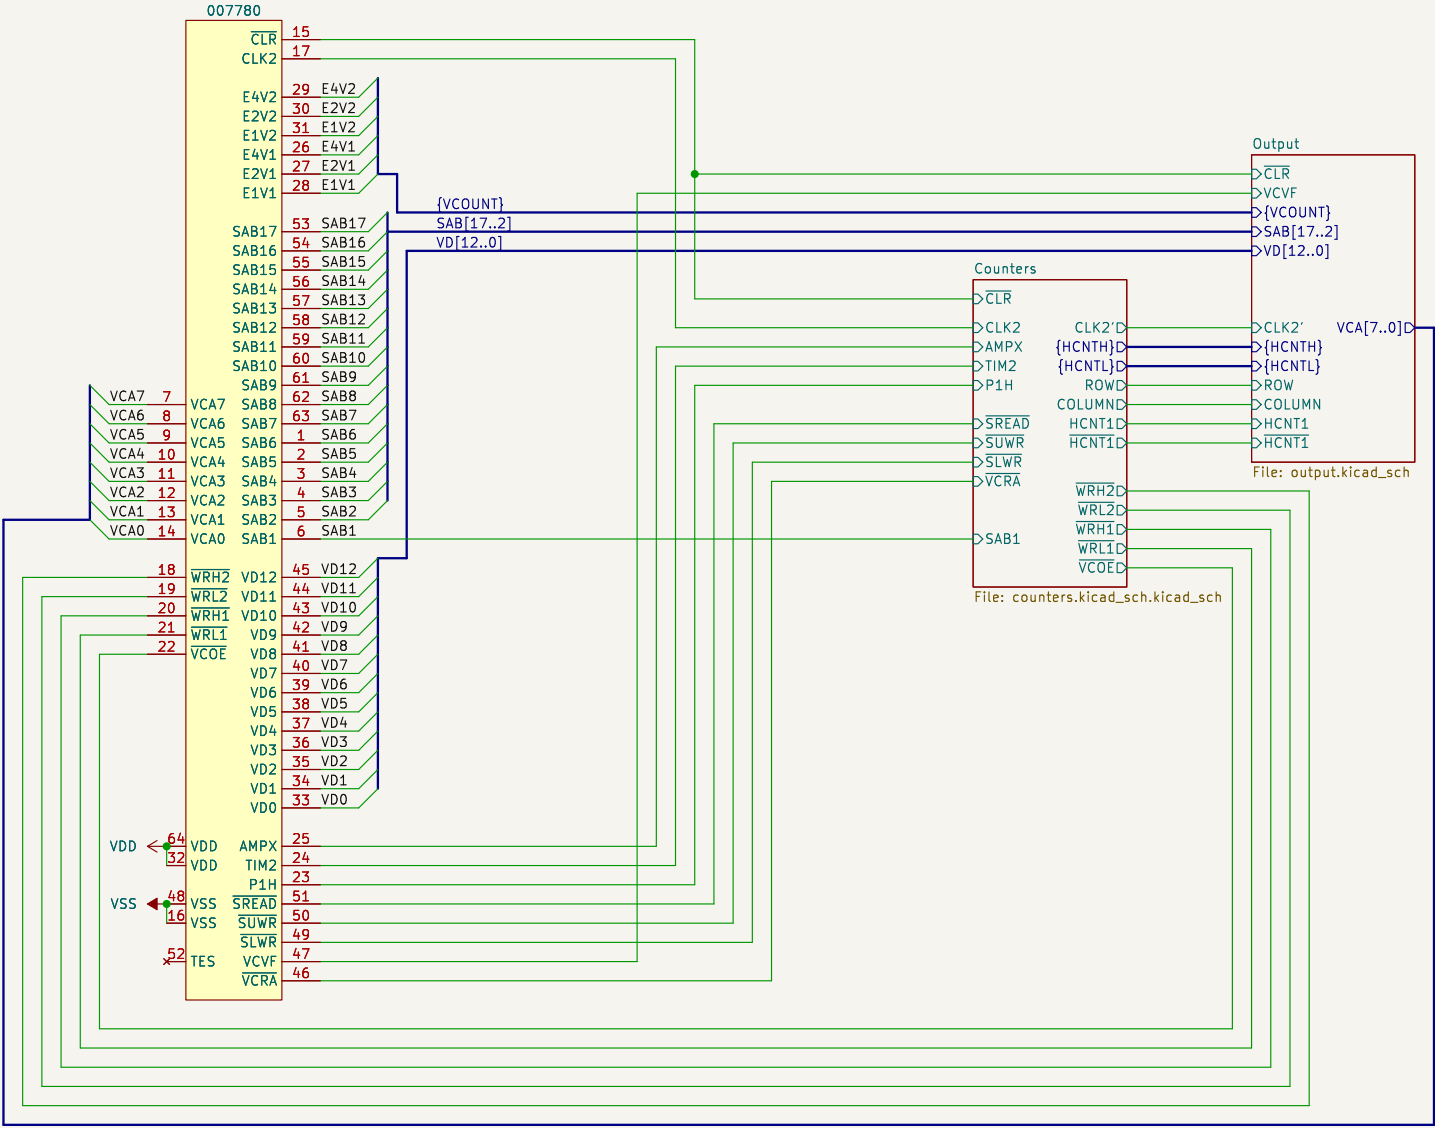 007780
CLR 15
CLK2 17
E4V2 29 E4V2
E2V2 30 E2V2
E1V2 31 E1V2
E4V1 26 E4V1
E2V1 27 E2V1
E1V1 28 E1V1
SAB17 53 SAB17
SAB16 54 SAB16
SAB15 55 SAB15
SAB14 56 SAB14
SAB13 57 SAB13
SAB12 58 SAB12
SAB11 59 SAB11
SAB10 60 SAB10
SAB9 61 SAB9
VCA7 7 VCA7 SAB8 62 SAB8
VCA6 8 VCA6 SAB7 63 SAB7
VCA5 9 VCA5 SAB6 1 SAB6
VCA4 10 VCA4 SAB5 2 SAB5
VCA3 11 VCA3 SAB4 3 SAB4
VCA2 12 VCA2 SAB3 4 SAB3
VCA1 13 VCA1 SAB2 5 SAB2
VCA0 14 VCA0 SAB1 6 SAB1
18 WRH2 VD12 45 VD12
19 WRL2 VD11 44 VD11
20 WRH1 VD10 43 VD10
21 WRL1 VD9 42 VD9
22 VCOE VD8 41 VD8
VD7 40 VD7
VD6 39 VD6
VD5 38 VD5
VD4 37 VD4
VD3 36 VD3
VD2 35 VD2
VD1 34 VD1
VD0 33 VD0
VDD 64 VDD AMPX 25
32 VDD TIM2 24
P1H 23
VSS 48 VSS SREAD 51
16 VSS SUWR 50
SLWR 49
52 TES VCVF 47
VCRA 46
{VCOUNT}
SAB[17..2]
VD[12..0]
Counters
CLR
CLK2 CLK2'
AMPX {HCNTH}
TIM2 {HCNTL}
P1H ROW
COLUMN
SREAD HCNT1
SUWR HCNT1
SLWR
VCRA
WRH2
WRL2
WRH1
SAB1 WRL1
VCOE
File: counters.kicad_sch.kicad_sch
Output
CLR
VCVF
{VCOUNT}
SAB[17..2]
VD[12..0]
CLK2' VCA[7..0]
{HCNTH}
{HCNTL}
ROW
COLUMN
HCNT1
HCNT1
File: output.kicad_sch